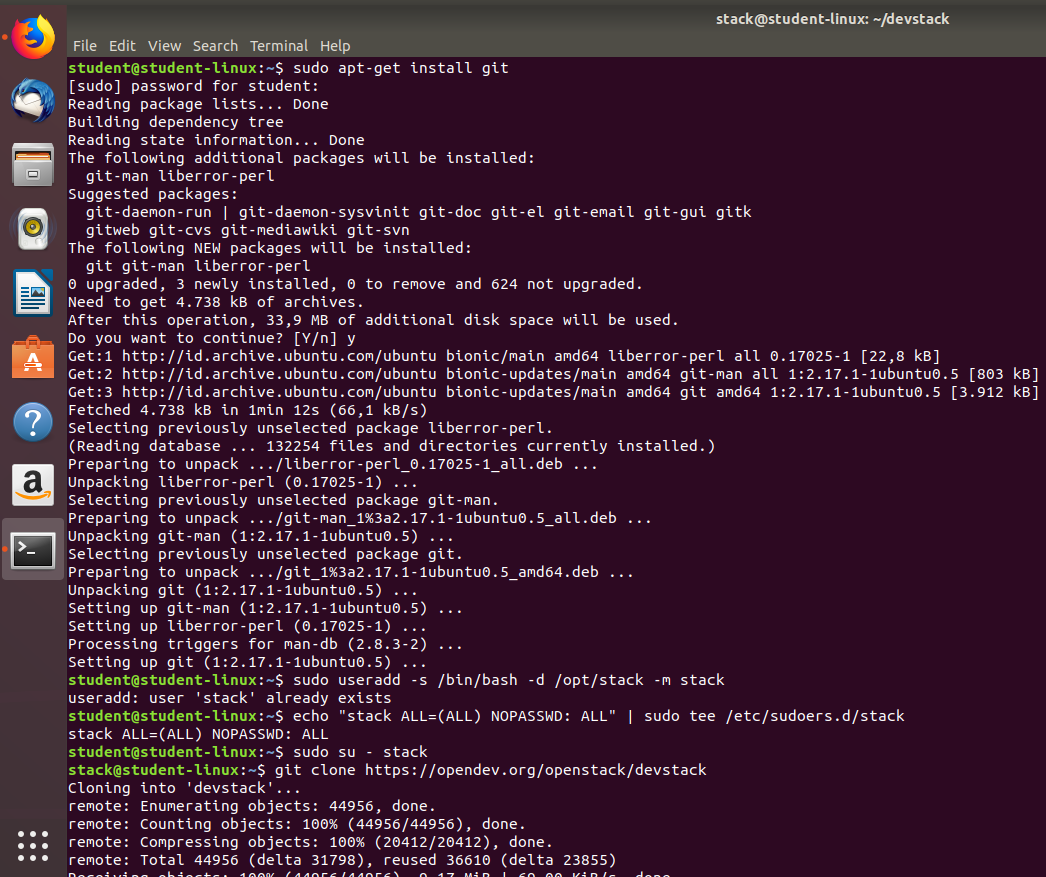 stack@student-linux: ~/devstack
File Edit View Search Terminal Help
student@student-linux:~$ sudo apt-get install git
[sudo] password for student:
Reading package lists... Done
Building dependency tree
Reading state information... Done
The following additional packages will be installed:
  git-man liberror-perl
Suggested packages:
  git-daemon-run | git-daemon-sysvinit git-doc git-el git-email git-gui gitk
  gitweb git-cvs git-mediawiki git-svn
The following NEW packages will be installed:
  git git-man liberror-perl
0 upgraded, 3 newly installed, 0 to remove and 624 not upgraded.
Need to get 4.738 kB of archives.
After this operation, 33,9 MB of additional disk space will be used.
Do you want to continue? [Y/n] y
Get:1 http://id.archive.ubuntu.com/ubuntu bionic/main amd64 liberror-perl all 0.17025-1 [22,8 kB]
Get:2 http://id.archive.ubuntu.com/ubuntu bionic-updates/main amd64 git-man all 1:2.17.1-1ubuntu0.5 [803 kB]
Get:3 http://id.archive.ubuntu.com/ubuntu bionic-updates/main amd64 git amd64 1:2.17.1-1ubuntu0.5 [3.912 kB]
Fetched 4.738 kB in 1min 12s (66,1 kB/s)
Selecting previously unselected package liberror-perl.
(Reading database ... 132254 files and directories currently installed.)
Preparing to unpack .../liberror-perl_0.17025-1_all.deb ...
Unpacking liberror-perl (0.17025-1) ...
Selecting previously unselected package git-man.
Preparing to unpack .../git-man_1%3a2.17.1-1ubuntu0.5_all.deb ...
Unpacking git-man (1:2.17.1-1ubuntu0.5) ...
Selecting previously unselected package git.
Preparing to unpack .../git_1%3a2.17.1-1ubuntu0.5_amd64.deb ...
Unpacking git (1:2.17.1-1ubuntu0.5) ...
Setting up git-man (1:2.17.1-1ubuntu0.5) ...
Setting up liberror-perl (0.17025-1) ...
Processing triggers for man-db (2.8.3-2) ...
Setting up git (1:2.17.1-1ubuntu0.5) ...
student@student-linux:~$ sudo useradd -s /bin/bash -d /opt/stack -m stack
useradd: user 'stack' already exists
student@student-linux:~$ echo "stack ALL=(ALL) NOPASSWD: ALL" | sudo tee /etc/sudoers.d/stack
stack ALL=(ALL) NOPASSWD: ALL
student@student-linux:~$ sudo su - stack
stack@student-linux:~$ git clone https://opendev.org/openstack/devstack
Cloning into 'devstack'...
remote: Enumerating objects: 44956, done.
remote: Counting objects: 100% (44956/44956), done.
remote: Compressing objects: 100% (20412/20412), done.
remote: Total 44956 (delta 31798), reused 36610 (delta 23855)
Receiving objects: 100% (44956/44956), 9.17 MiB | 69.00 KiB/s, done.